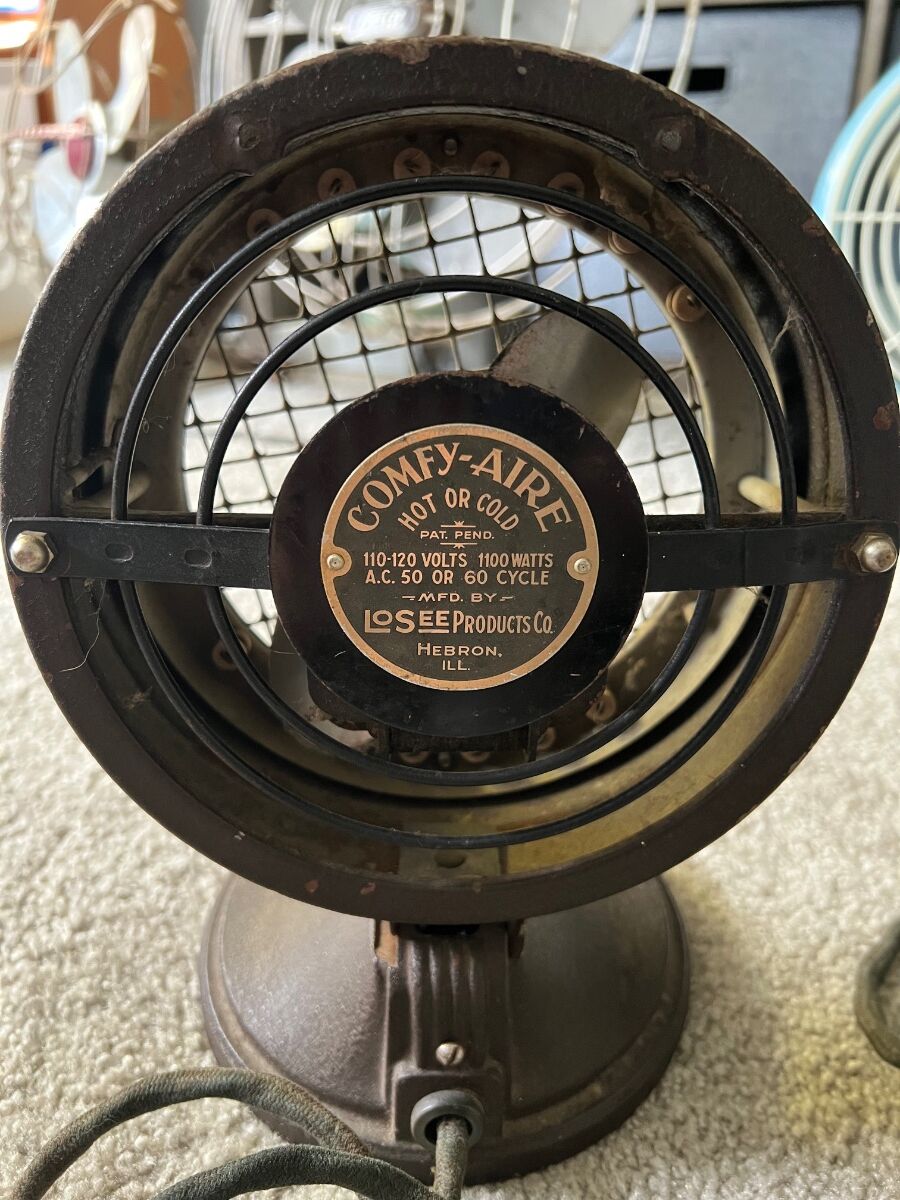 COMFY-AIRE
HOT OR COLD
PAT. PEND.
110-120 VOLTS 1100 WATTS
A.C. 50 OR 60 CYCLE
MFD. BY
LOSEE PRODUCTS CO.
HEBRON,
ILL.